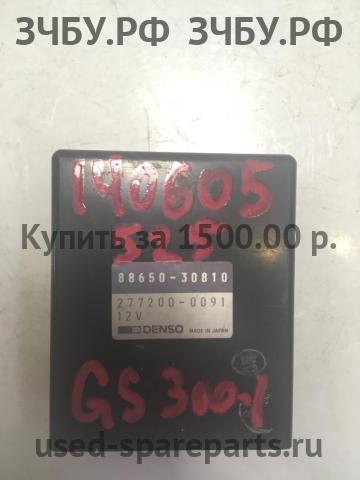 ЗЧБУ.РФ ЗЧБУ.РФ
140605
Купить за 1500.00 р.
525
88650-30810
277200-0091
12V
DENSO MADE IN JAPAN
GS 300-1
used-spareparts.ru